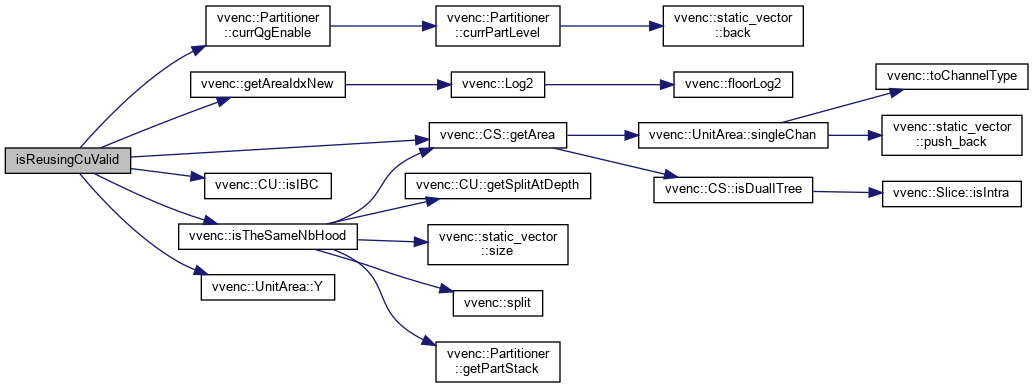 isReusingCuValid
vvenc::Partitioner
::currQgEnable
vvenc::Partitioner
::currPartLevel
vvenc::static_vector
::back
vvenc::getAreaIdxNew
vvenc::Log2
vvenc::floorLog2
vvenc::CS::getArea
vvenc::UnitArea::singleChan
vvenc::toChannelType
vvenc::static_vector
::push_back
vvenc::CS::isDualITree
vvenc::Slice::isIntra
vvenc::CU::isIBC
vvenc::isTheSameNbHood
vvenc::CU::getSplitAtDepth
vvenc::static_vector
::size
vvenc::split
vvenc::Partitioner
::getPartStack
vvenc::UnitArea::Y